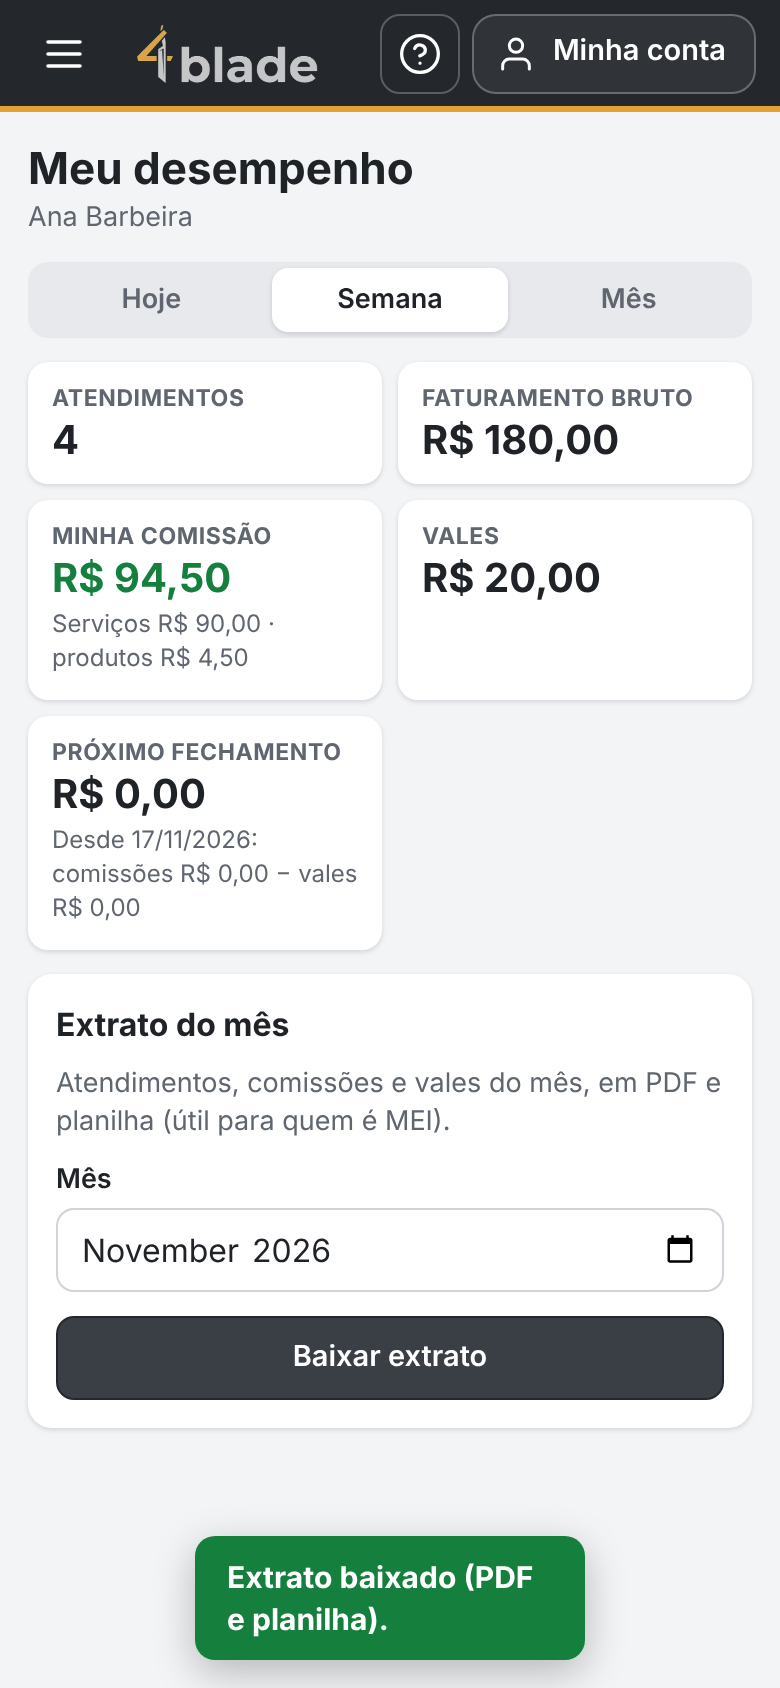 4blade
Minha conta
Meu desempenho
Ana Barbeira
Hoje
Semana
Mês
ATENDIMENTOS
4
FATURAMENTO BRUTO
R$ 180,00
MINHA COMISSÃO
R$ 94,50
Serviços R$ 90,00 ·
produtos R$ 4,50
VALES
R$ 20,00
PRÓXIMO FECHAMENTO
R$ 0,00
Desde 17/11/2026:
comissões R$ 0,00 − vales
R$ 0,00
Extrato do mês
Atendimentos, comissões e vales do mês, em PDF e
planilha (útil para quem é MEI).
Mês
November 2026
Baixar extrato
Extrato baixado (PDF
e planilha).